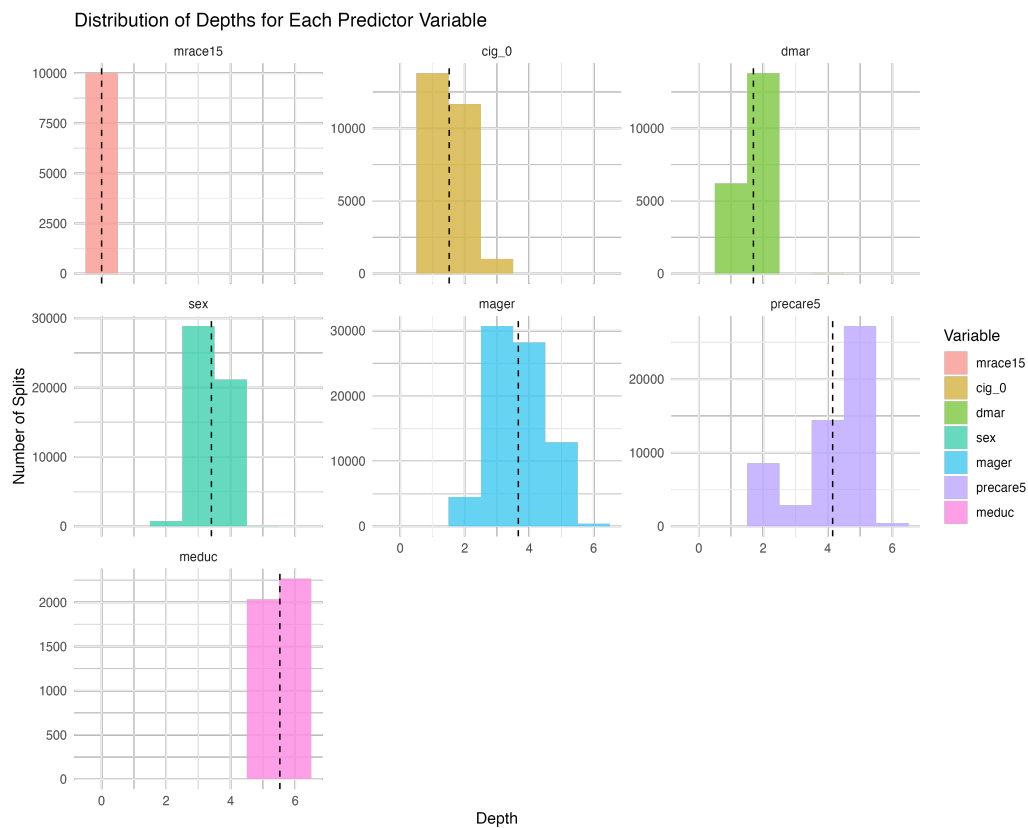 Distribution of Depths for Each Predictor Variable
mrace15
cig_0
dmar
10000
7500
5000
2500
0
10000
5000
0
10000
5000
0
sex
mager
precare5
30000
20000
10000
0
30000
20000
10000
0
20000
10000
0
0 2 4 6
0 2 4 6
meduc
2000
1500
1000
500
0
0 2 4 6
Number of Splits
Depth
Variable
mrace15
cig_0
dmar
sex
mager
precare5
meduc